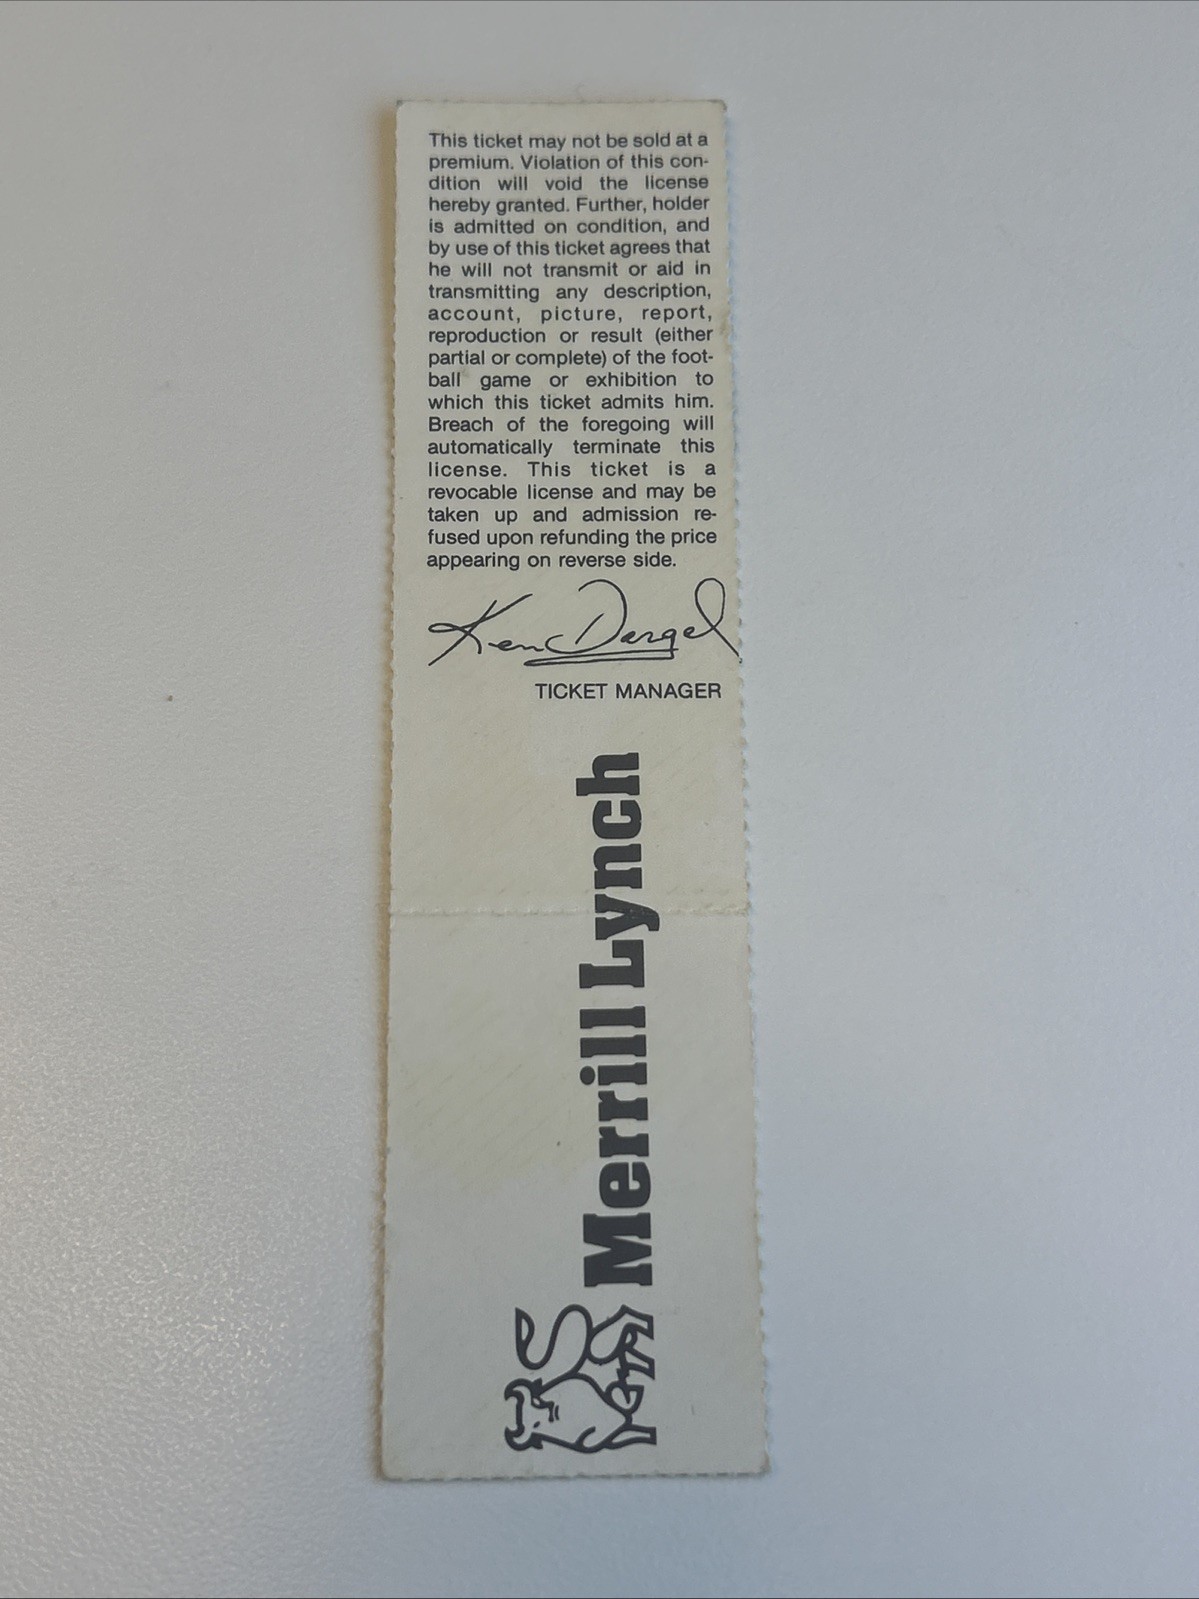 This ticket may not be sold at a
premium. Violation of this con-
dition will void the license
hereby granted. Further, holder
is admitted on condition, and
by use of this ticket agrees that
he will not transmit or aid in
transmitting any description,
account, picture, report,
reproduction or result (either
partial or complete) of the foot-
ball game or exhibition to
which this ticket admits him.
Breach of the foregoing will
automatically terminate this
license. This ticket is a
revocable license and may be
taken up and admission re-
fused upon refunding the price
appearing on reverse side.
Ken Dargel
TICKET MANAGER
Merrill Lynch